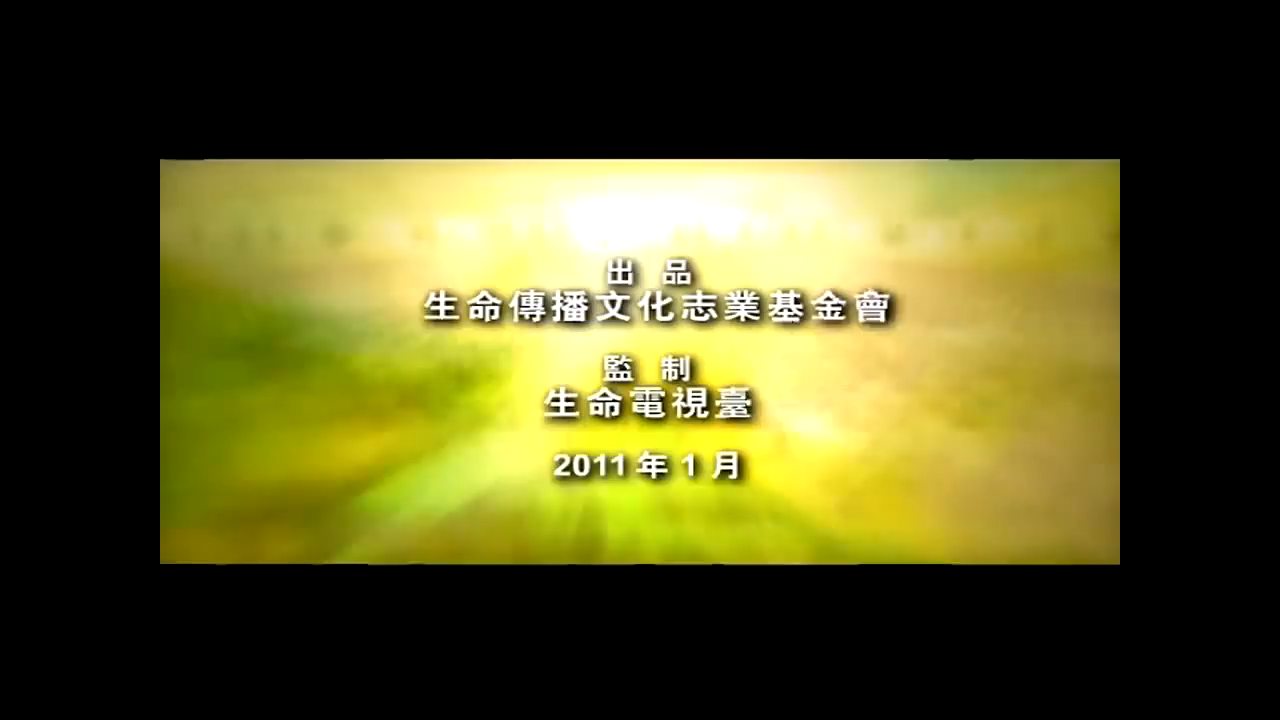 出 品
生命傳播文化志業基金會
監 制
生命電視臺
2011 年 1 月